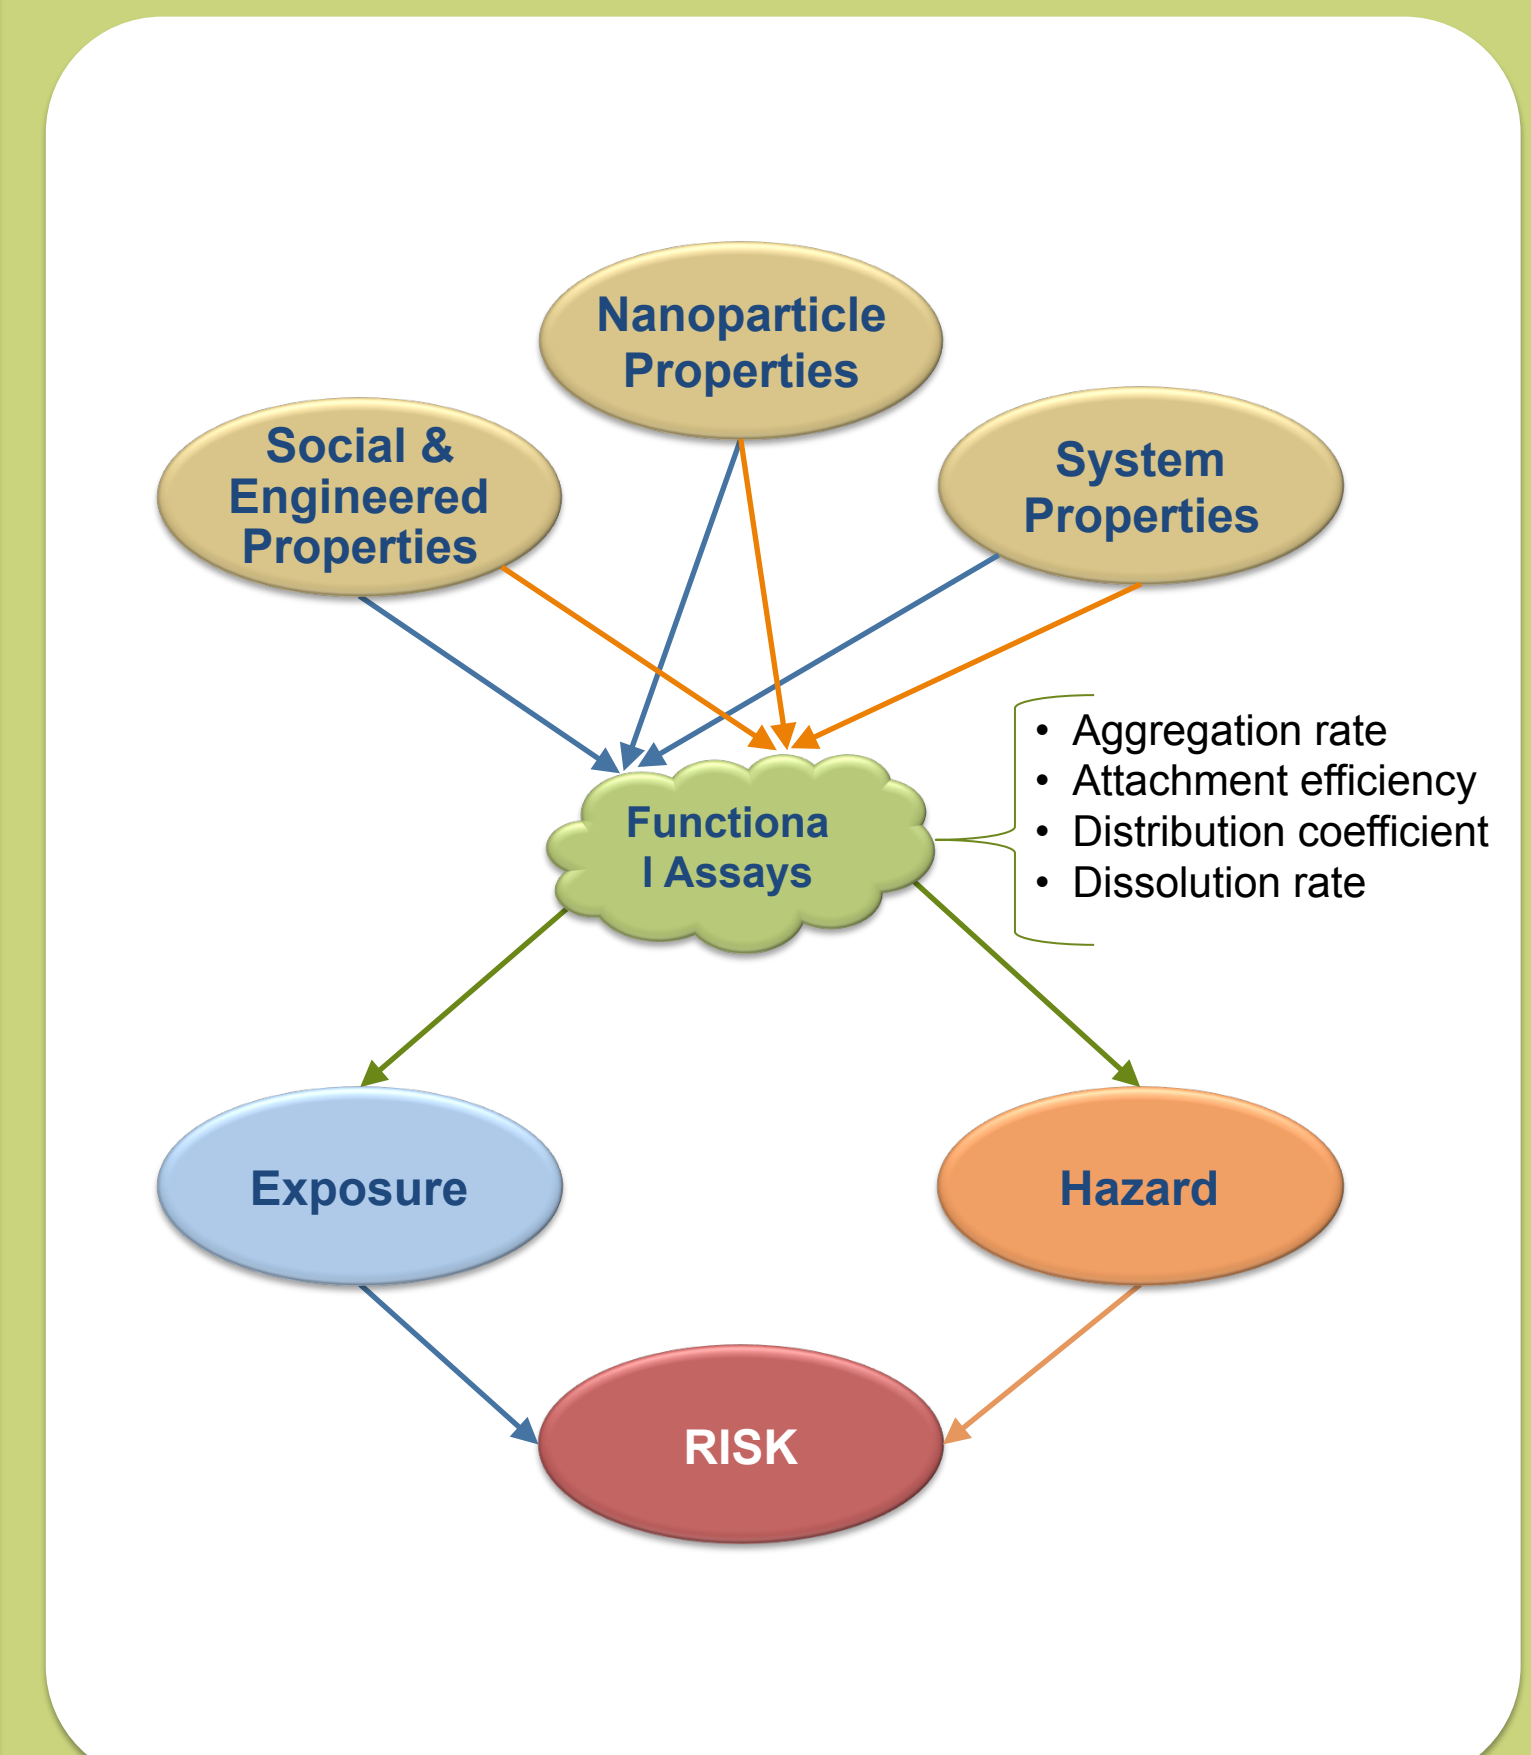 Nanoparticle
Properties
Social &
Engineered
Properties
System
Properties
• Aggregation rate
• Attachment efficiency
• Distribution coefficient
• Dissolution rate
Functiona
l Assays
Exposure
Hazard
RISK